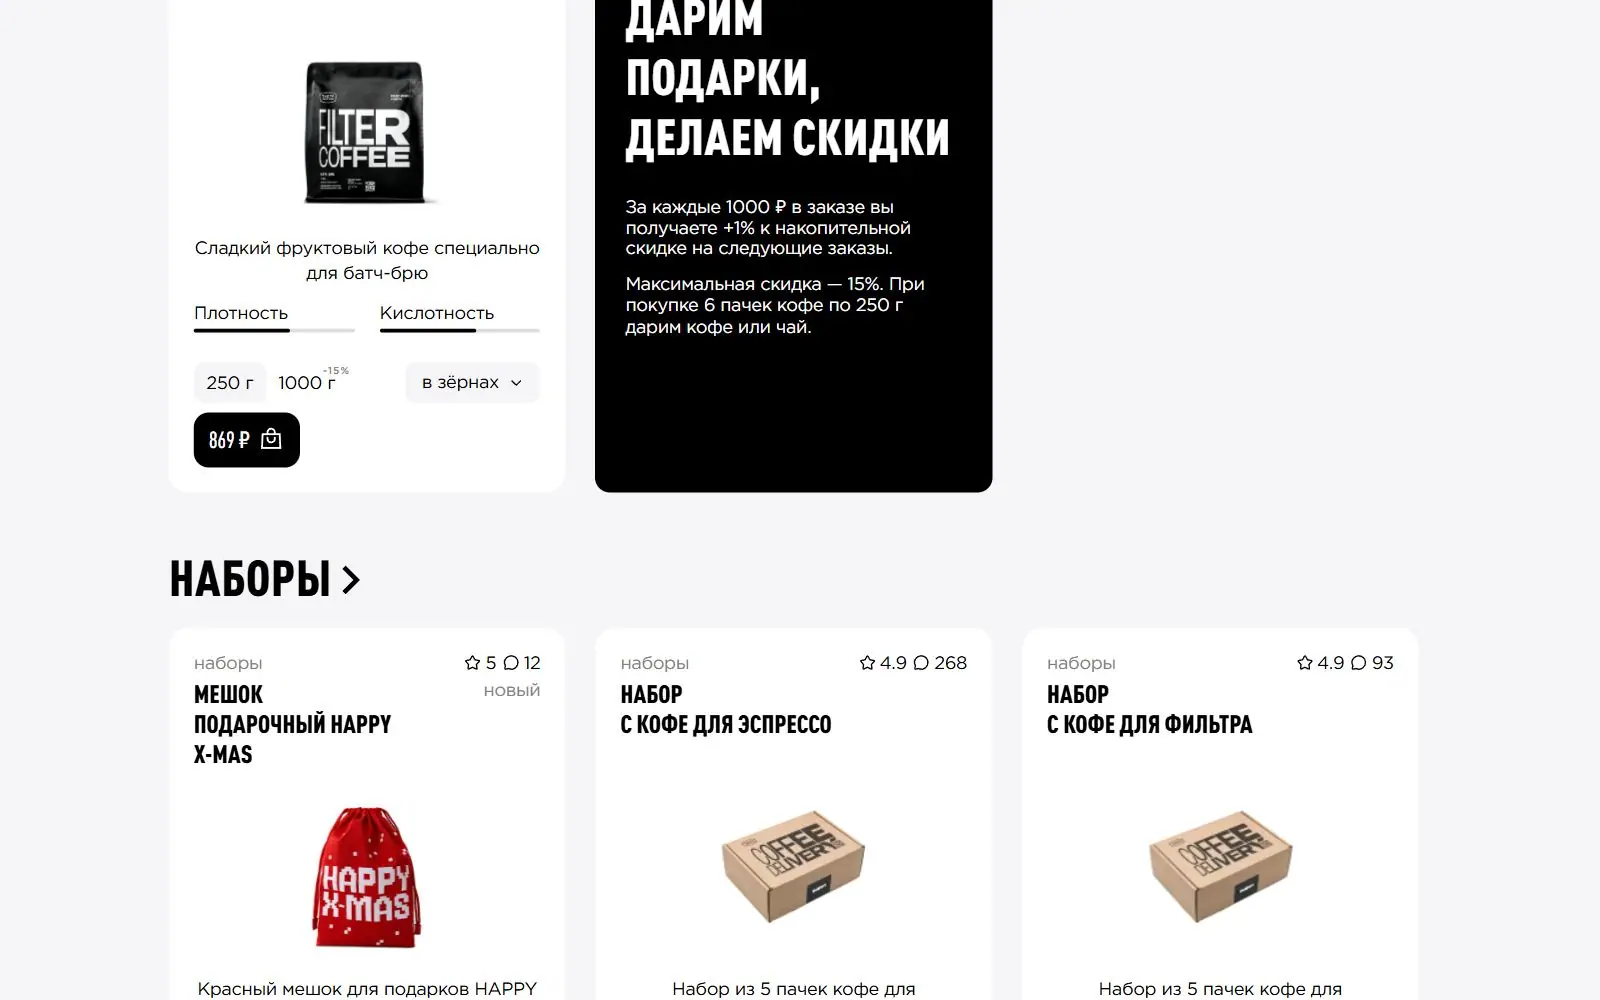 FILTER
COFFEE
Сладкий фруктовый кофе специально
для батч-брю
Плотность
Кислотность
250 г
1000 г
-15%
в зёрнах
869 ₽
ДАРИМ
ПОДАРКИ,
ДЕЛАЕМ СКИДКИ
За каждые 1000 ₽ в заказе вы
получаете +1% к накопительной
скидке на следующие заказы.
Максимальная скидка — 15%. При
покупке 6 пачек кофе по 250 г
дарим кофе или чай.
НАБОРЫ
наборы
5
12
новый
МЕШОК
ПОДАРОЧНЫЙ HAPPY
X-MAS
HAPPY
X-MAS
Красный мешок для подарков HAPPY
наборы
4.9
268
НАБОР
С КОФЕ ДЛЯ ЭСПРЕССО
COFFEE
DELIVERY
Набор из 5 пачек кофе для
наборы
4.9
93
НАБОР
С КОФЕ ДЛЯ ФИЛЬТРА
COFFEE
DELIVERY
Набор из 5 пачек кофе для